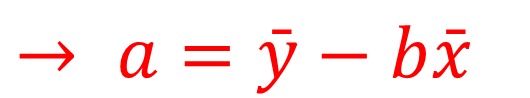 → a = ȳ − bx̄